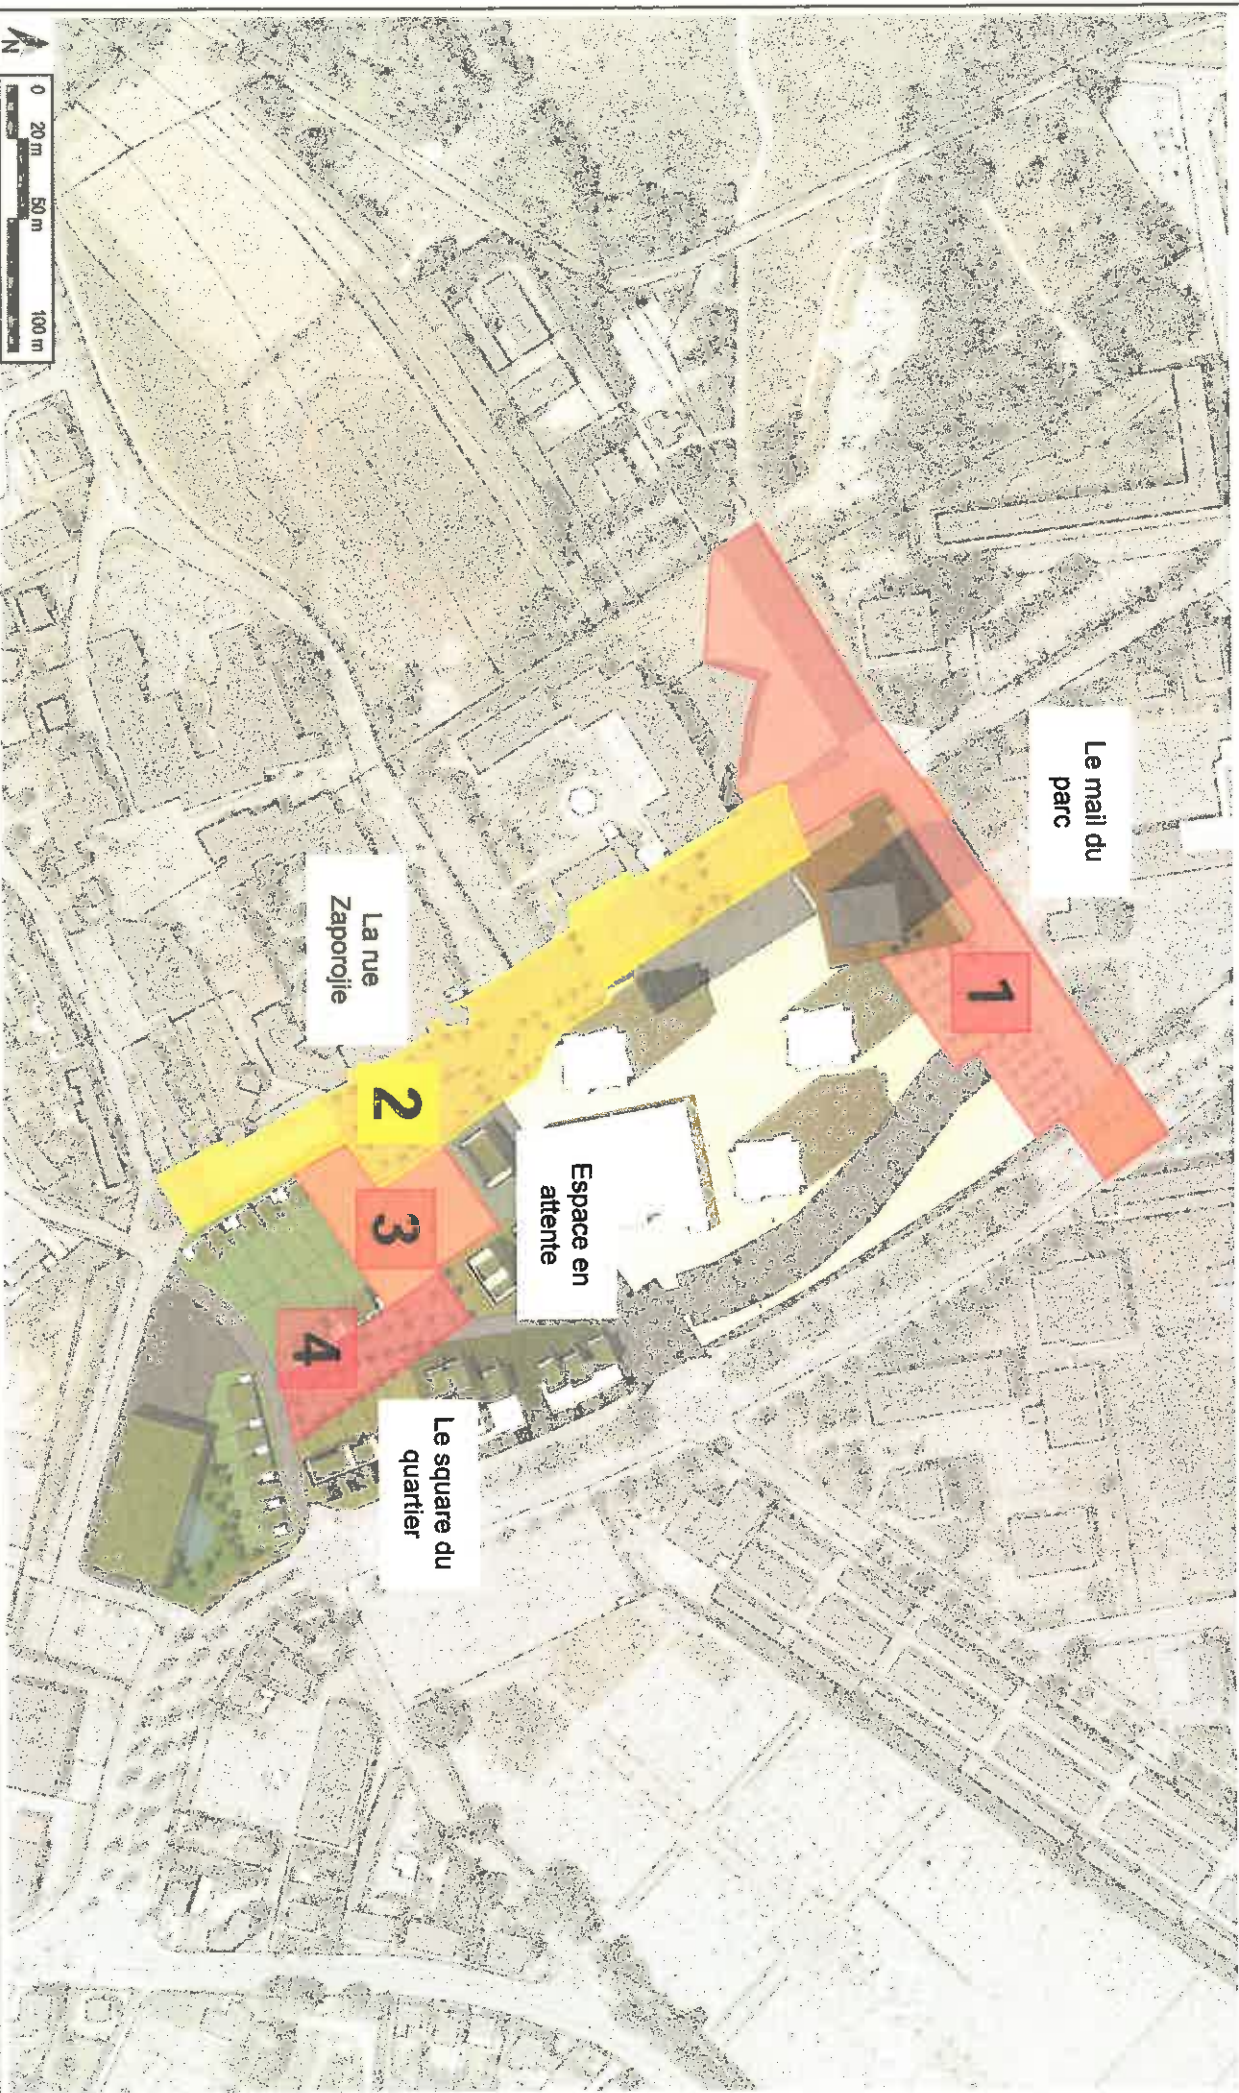 Le mail du
parc
1
La rue
Zaporojie
2
Espace en
attente
3
4
Le square du
quartier
N
0 20 m 50 m 100 m